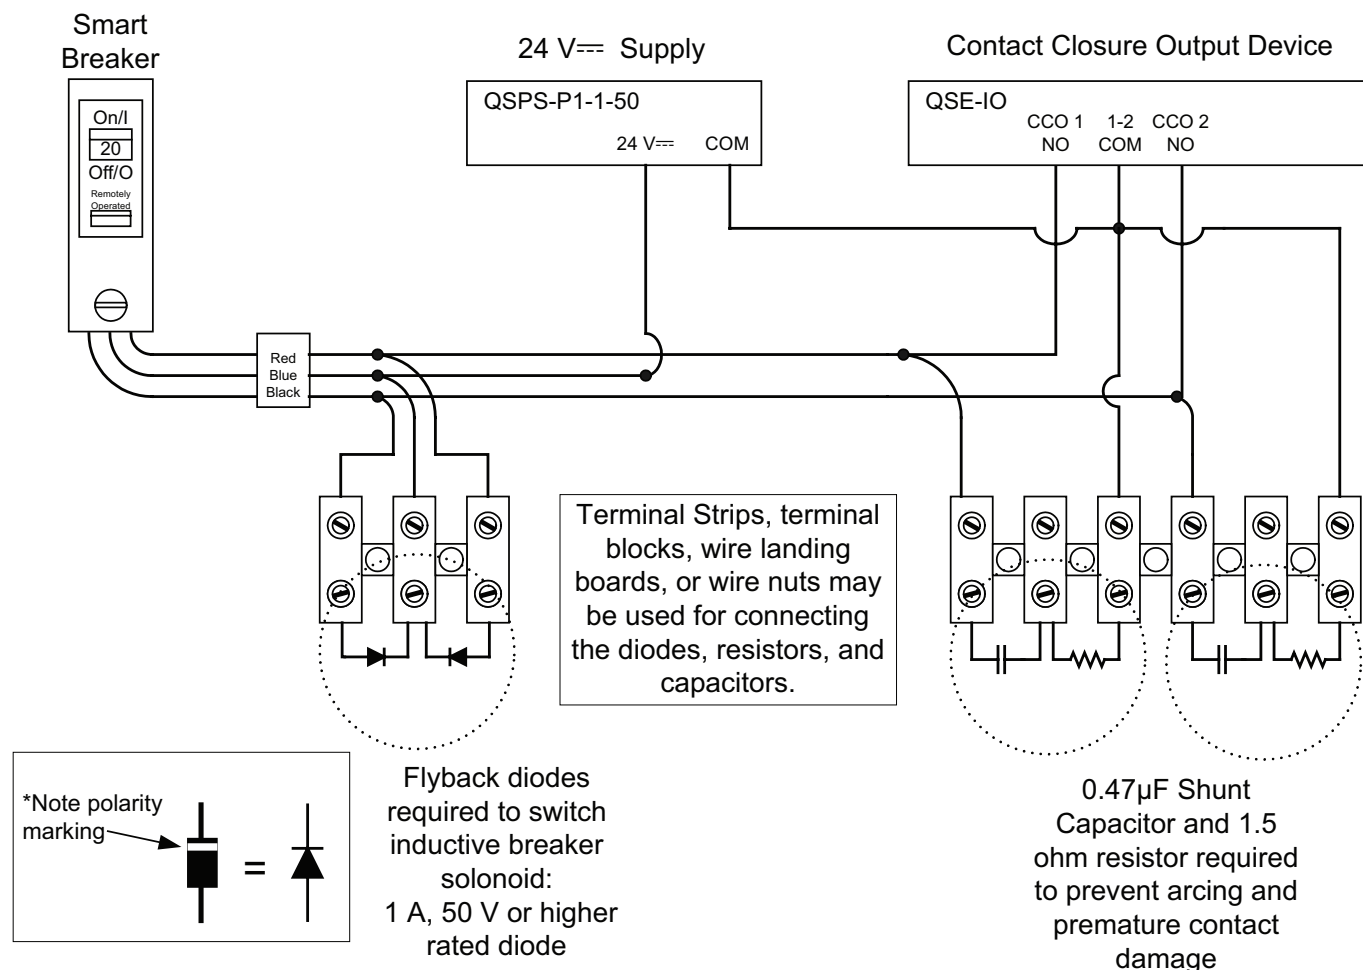 Smart
Breaker
On/I
20
Off/O
Remotely
Operated
24 V⎓ Supply
QSPS-P1-1-50
24 V⎓ COM
Contact Closure Output Device
QSE-IO
CCO 1 1-2 CCO 2
NO COM NO
Red
Blue
Black
Terminal Strips, terminal
blocks, wire landing
boards, or wire nuts may
be used for connecting
the diodes, resistors, and
capacitors.
*Note polarity
marking
=
Flyback diodes
required to switch
inductive breaker
solonoid:
1 A, 50 V or higher
rated diode
0.47µF Shunt
Capacitor and 1.5
ohm resistor required
to prevent arcing and
premature contact
damage